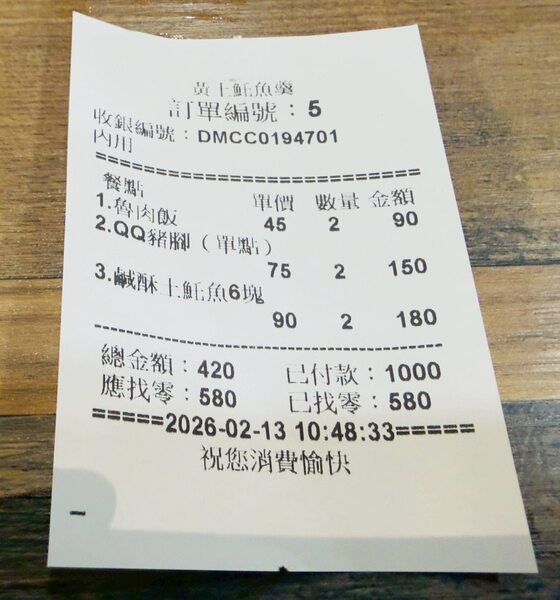 黃土魠魚羹
訂單編號：5
收銀編號：DMCC0194701
內用
==============================
餐點 單價 數量 金額
1.魯肉飯 45 2 90
2.QQ豬腳（單點）
75 2 150
3.鹹酥土魠魚6塊
90 2 180
--------------------------------------------------
總金額：420 已付款：1000
應找零：580 已找零：580
=====2026-02-13 10:48:33=====
祝您消費愉快